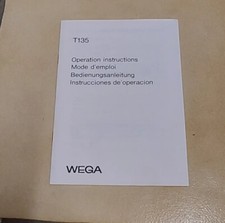 T135
Operation instructions
Mode d'emploi
Bedienungsanleitung
Instrucciones de operacion
WEGA